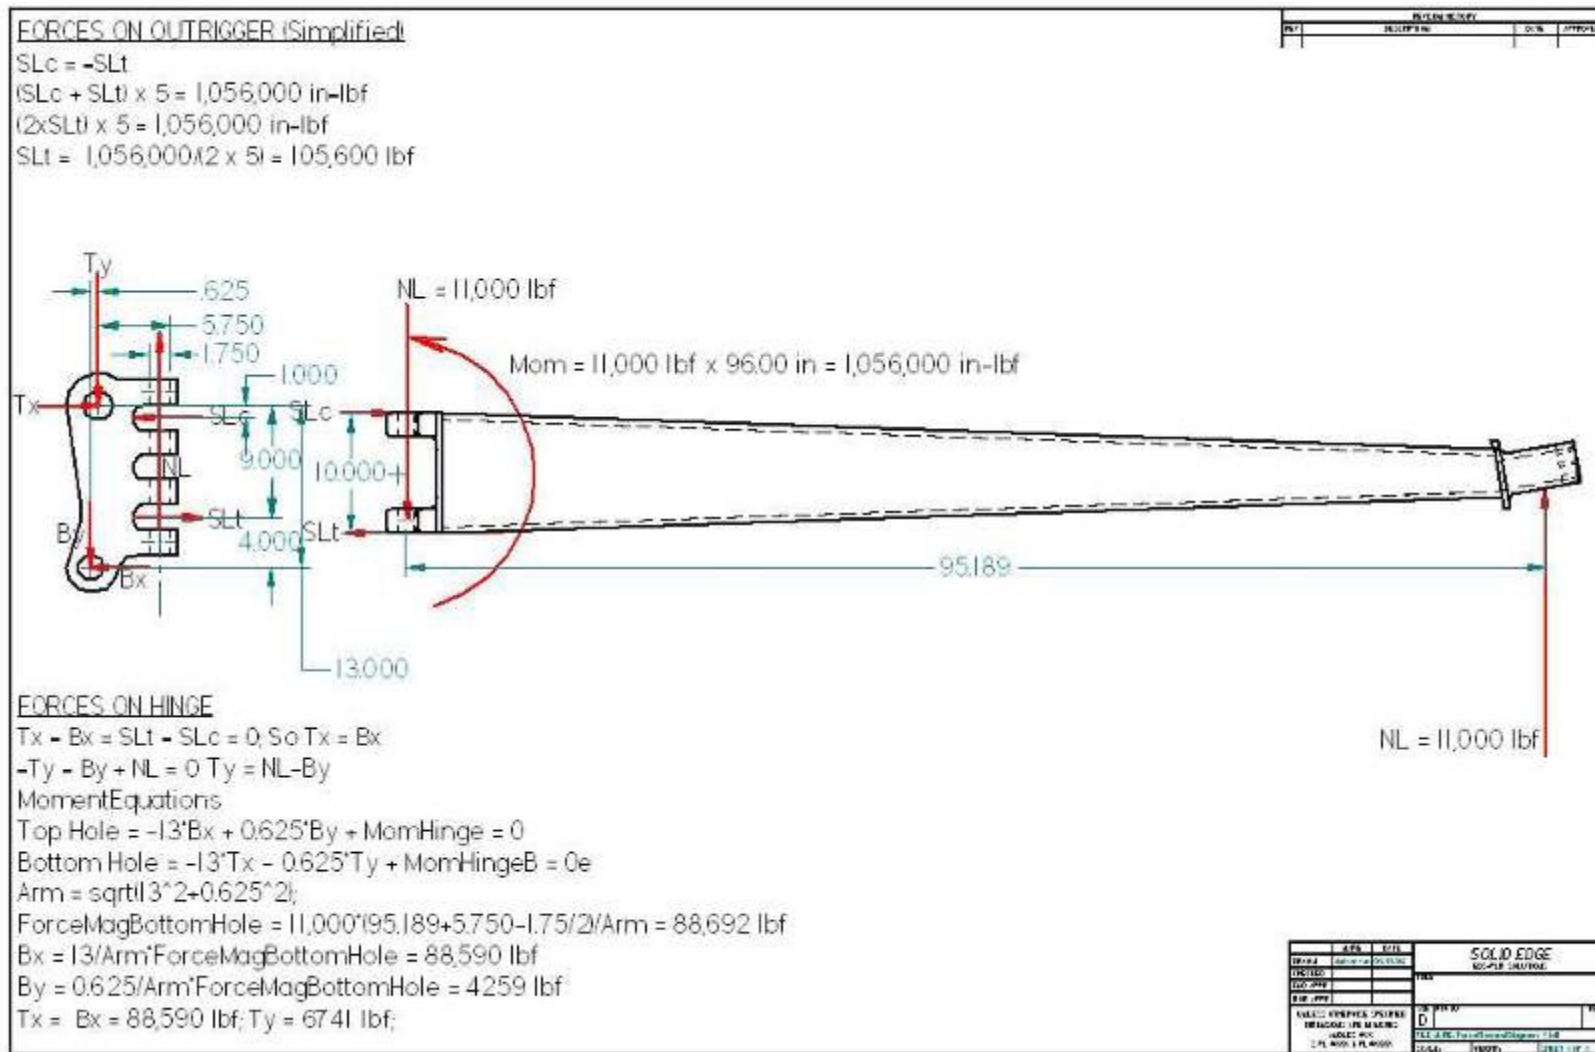 FORCES ON OUTRIGGER (Simplified)
SLc = -SLt
(SLc + SLt) x 5 = 1,056,000 in-lbf
(2xSLt) x 5 = 1,056,000 in-lbf
SLt = 1,056,000/(2 x 5) = 105,600 lbf
REVISION HISTORY
REV DESCRIPTION DATE APPROVED
Ty
.625
5.750
1.750
1.000
Tx
SLc
9.000
NL
SLt
4.000
By
Bx
13.000
NL = 11,000 lbf
Mom = 11,000 lbf x 96.00 in = 1,056,000 in-lbf
SLc
10.000
SLt
95.189
NL = 11,000 lbf
FORCES ON HINGE
Tx - Bx = SLt - SLc = 0; So Tx = Bx
-Ty - By + NL = 0 Ty = NL-By
MomentEquations
Top Hole = -13*Bx + 0.625*By + MomHinge = 0
Bottom Hole = -13*Tx - 0.625*Ty + MomHingeB = 0e
Arm = sqrt(13^2+0.625^2);
ForceMagBottomHole = 11,000*(95.189+5.750-1.75/2)/Arm = 88,692 lbf
Bx = 13/Arm*ForceMagBottomHole = 88,590 lbf
By = 0.625/Arm*ForceMagBottomHole = 4259 lbf
Tx = Bx = 88,590 lbf; Ty = 6741 lbf;
SOLID EDGE
TITLE
D